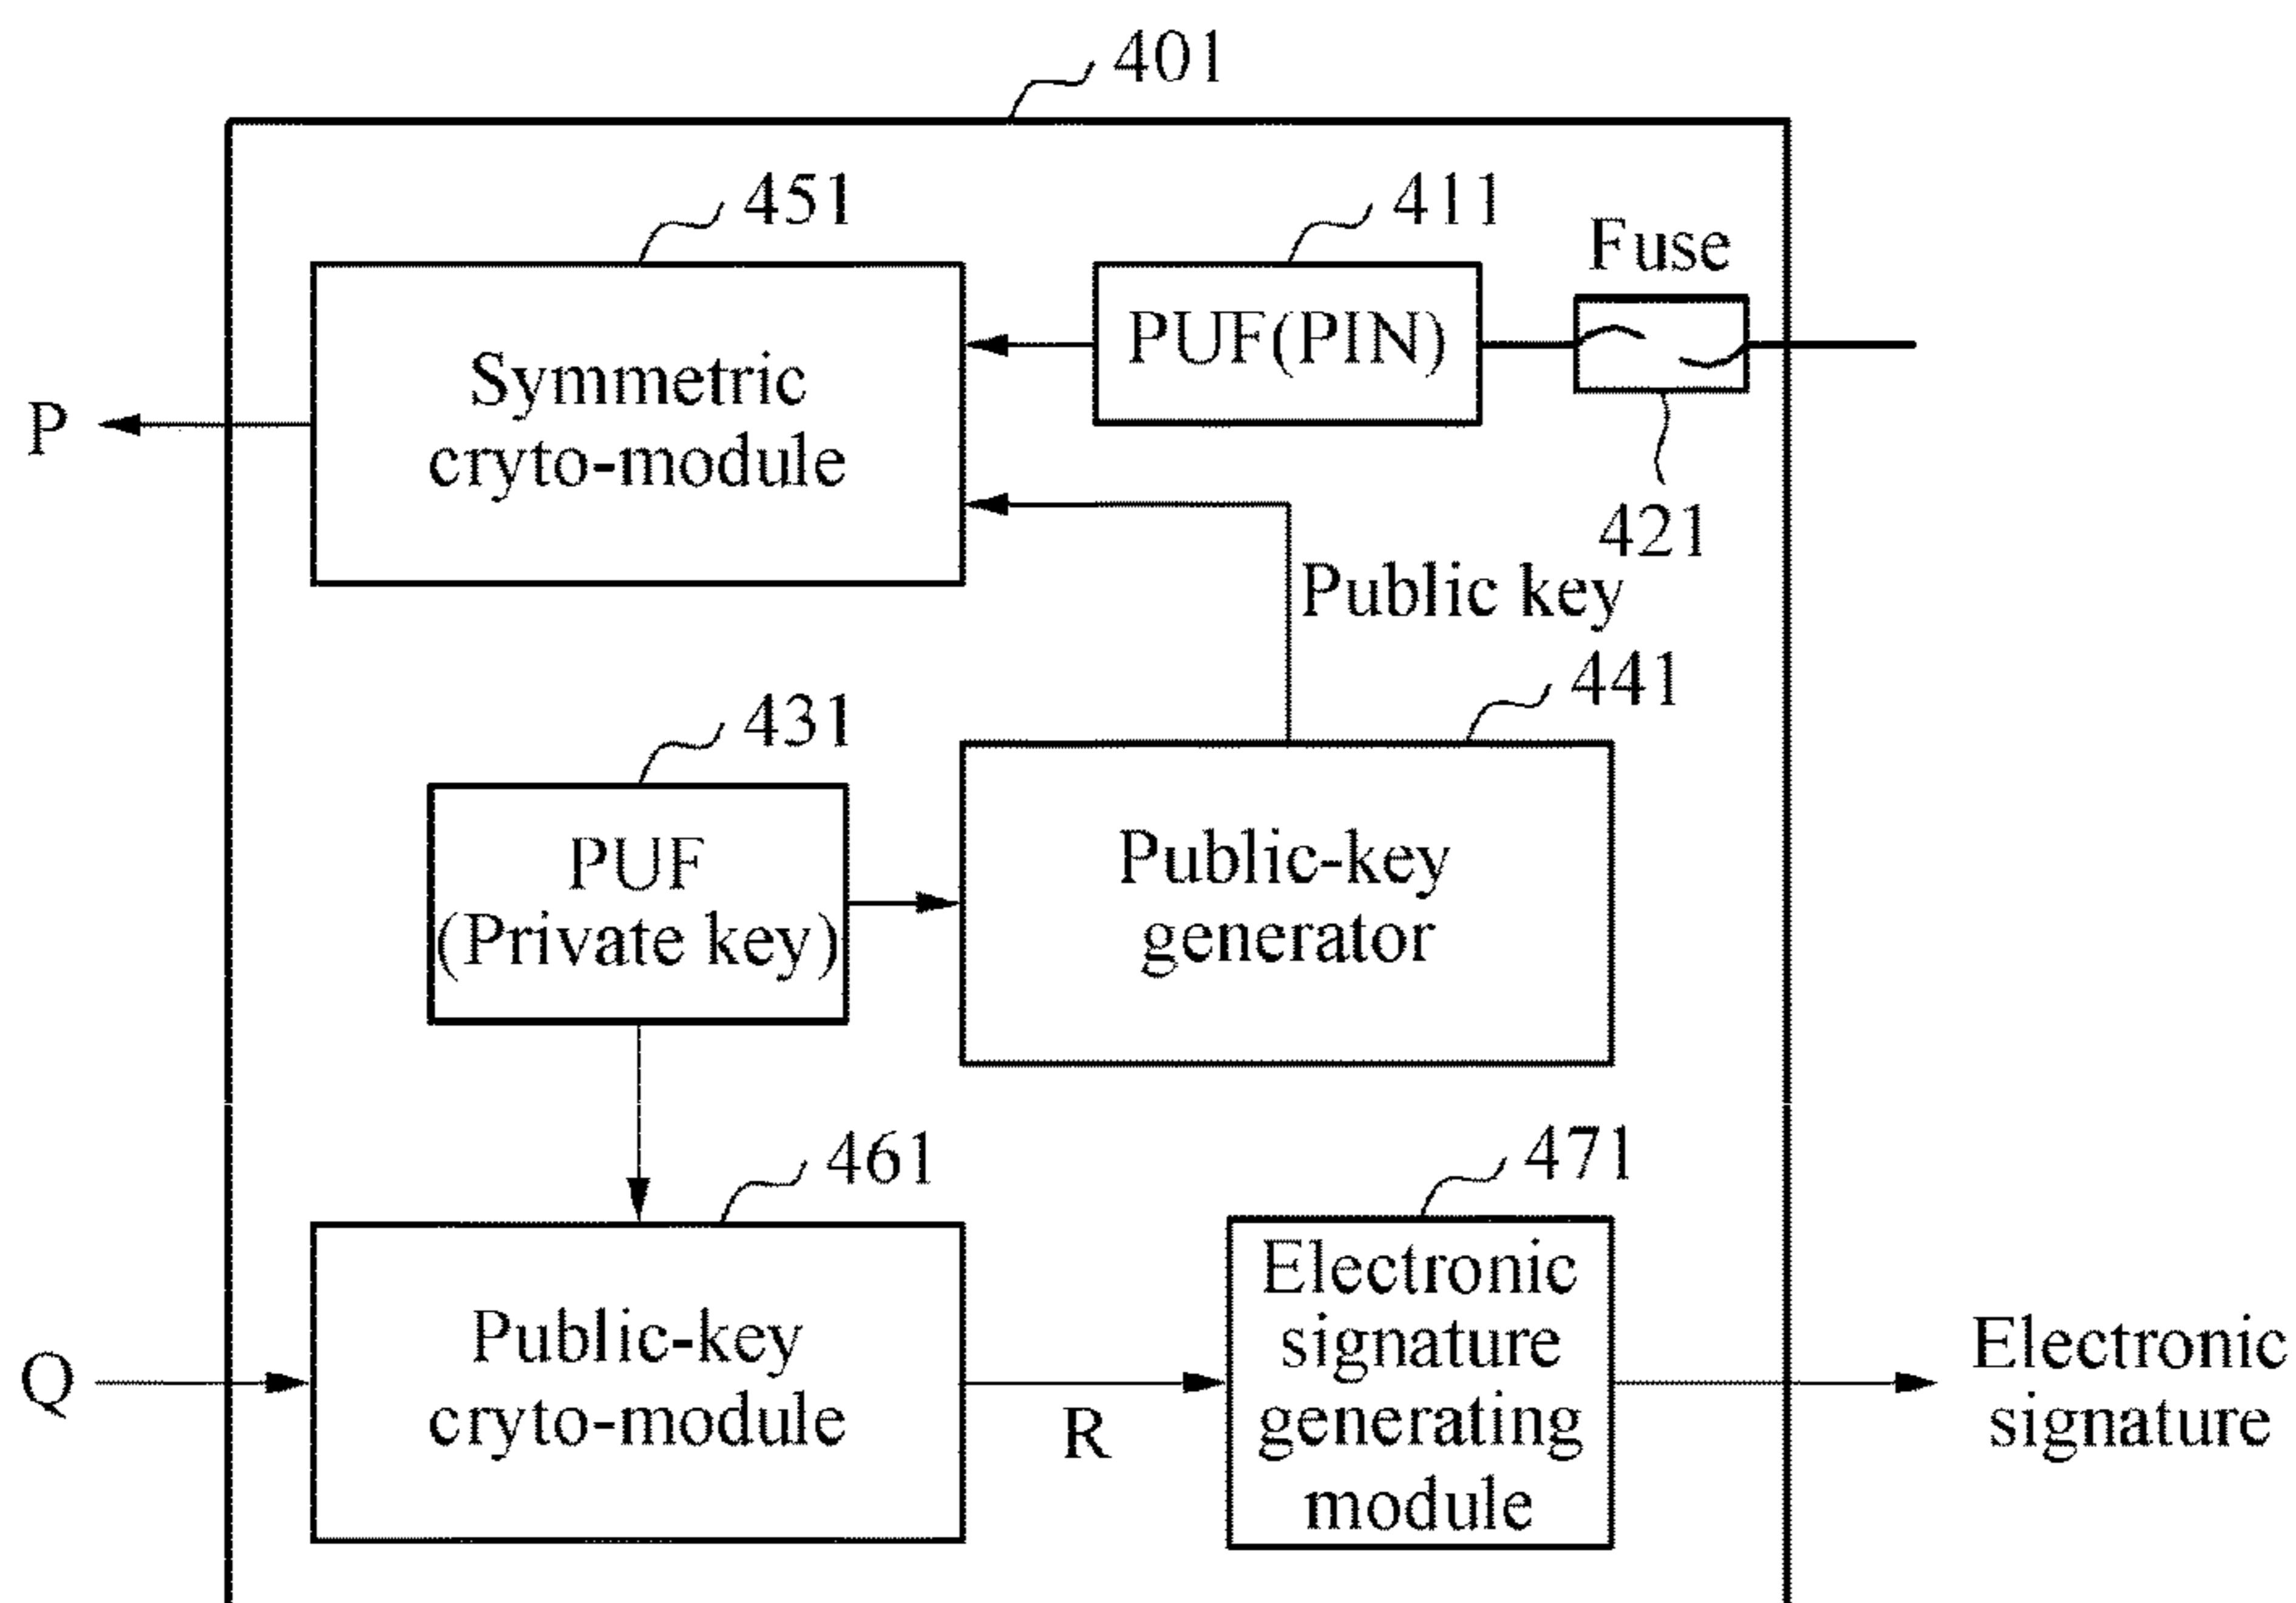 401
451
411
Fuse
PUF(PIN)
Symmetric
cryto-module
P
421
Public key
441
431
PUF
(Private key)
Public-key
generator
461
471
Public-key
cryto-module
Q
R
Electronic
signature
generating
module
Electronic
signature